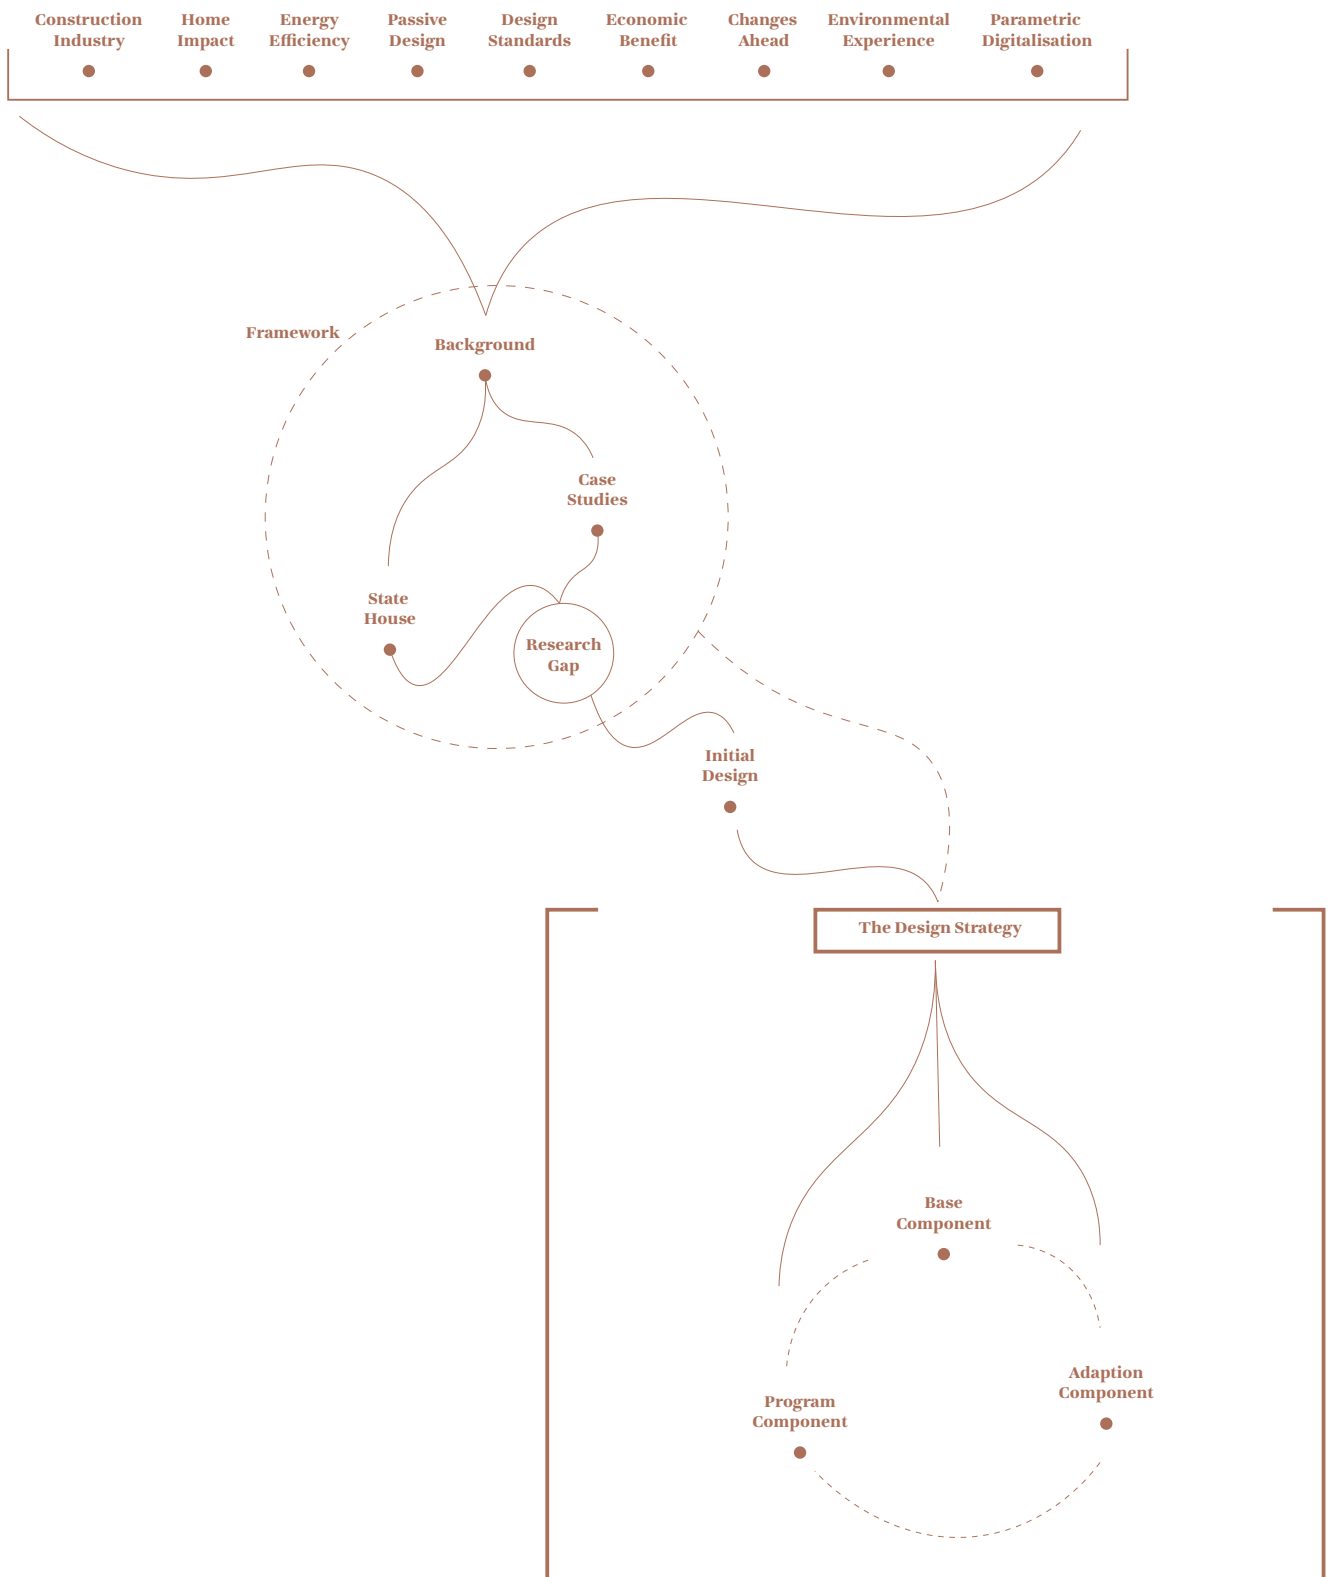 Construction
Industry
Home
Impact
Energy
Efficiency
Passive
Design
Design
Standards
Economic
Benefit
Changes
Ahead
Environmental
Experience
Parametric
Digitalisation
Framework
Background
Case
Studies
State
House
Research
Gap
Initial
Design
The Design Strategy
Base
Component
Adaption
Component
Program
Component